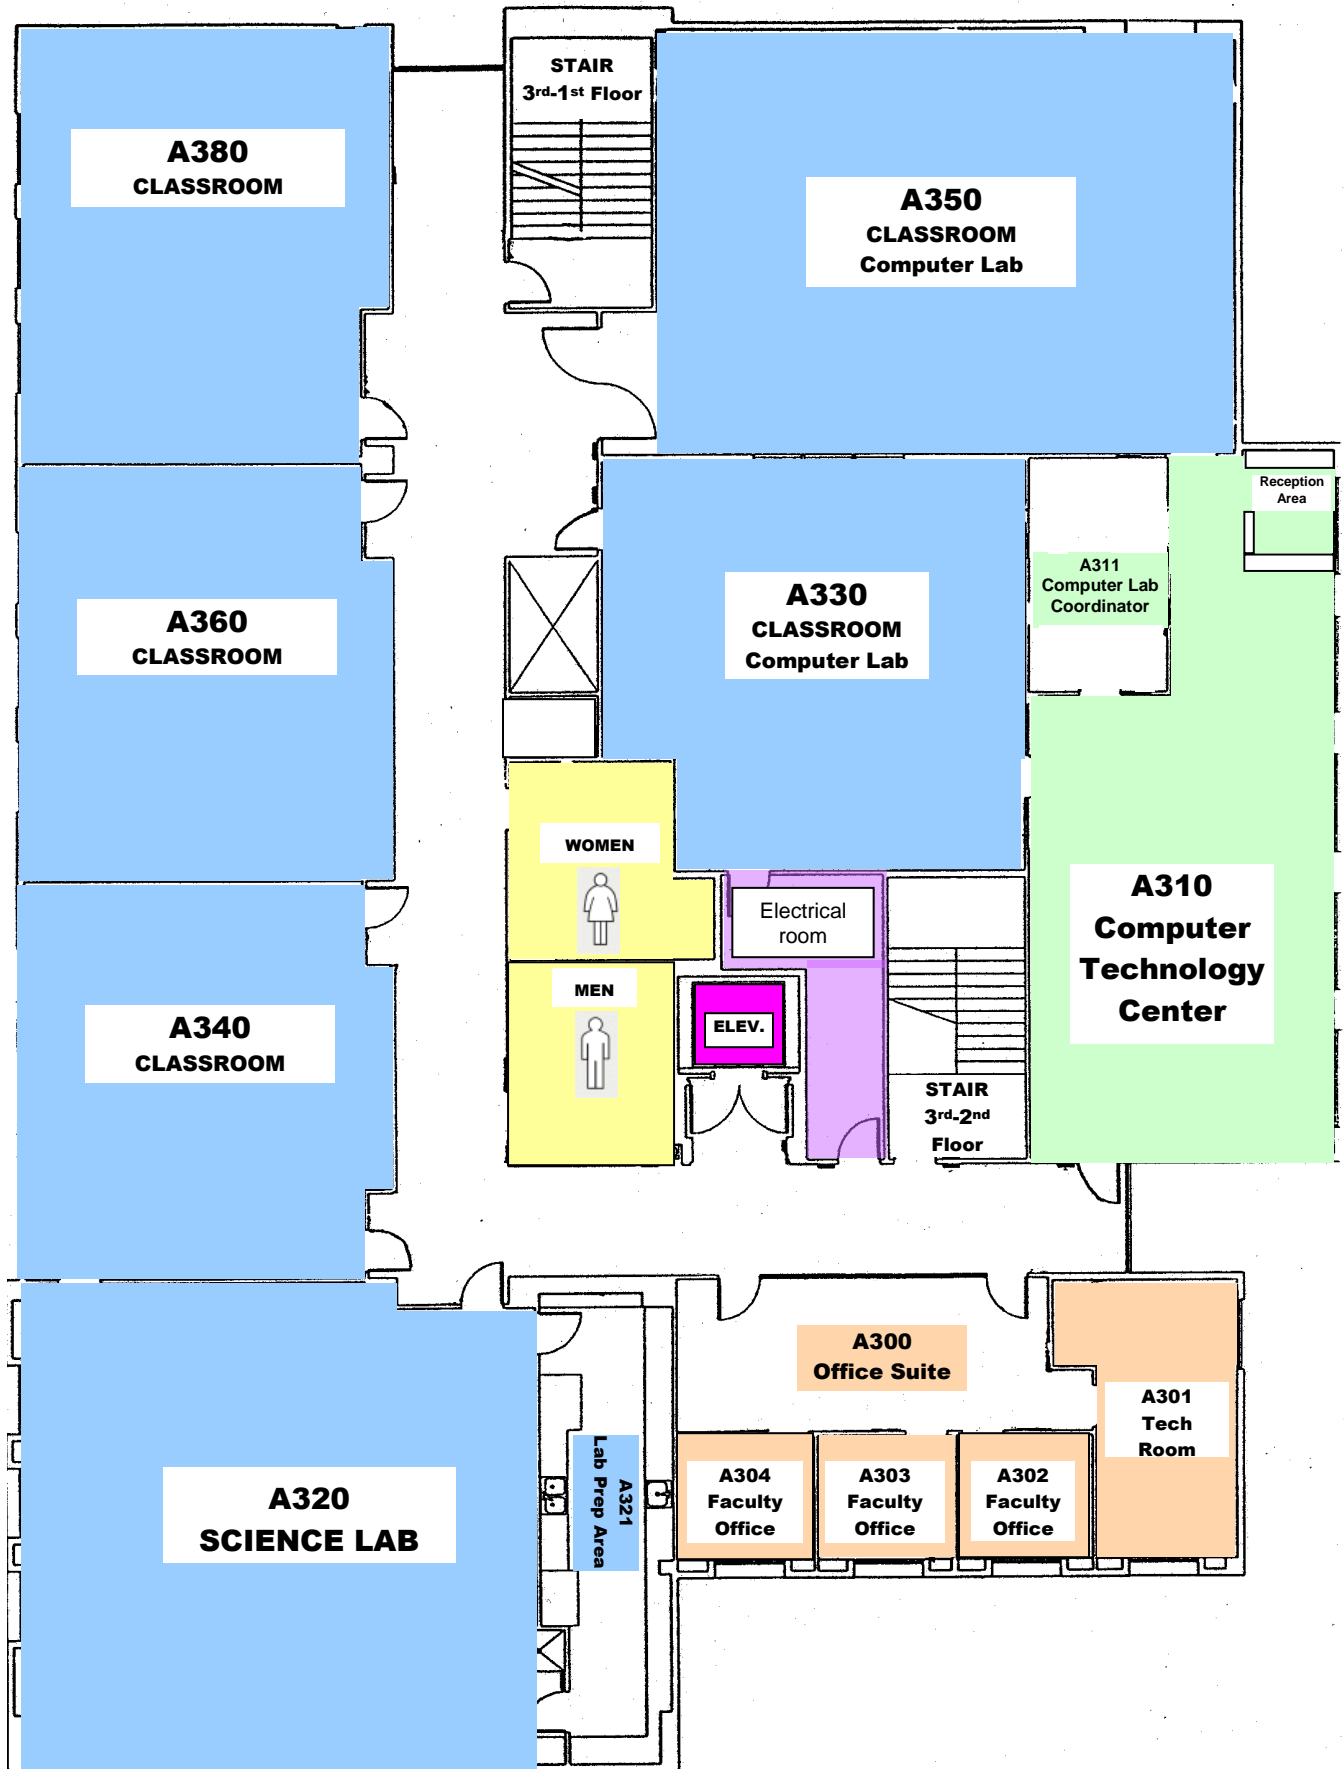 STAIR
3rd-1st Floor
A380
CLASSROOM
A350
CLASSROOM
Computer Lab
Reception
Area
A311
Computer Lab
Coordinator
A360
CLASSROOM
A330
CLASSROOM
Computer Lab
WOMEN
Electrical
room
A310
Computer
Technology
Center
MEN
ELEV.
A340
CLASSROOM
STAIR
3rd-2nd
Floor
A300
Office Suite
A301
Tech
Room
A304
Faculty
Office
A303
Faculty
Office
A302
Faculty
Office
A321
Lab Prep Area
A320
SCIENCE LAB